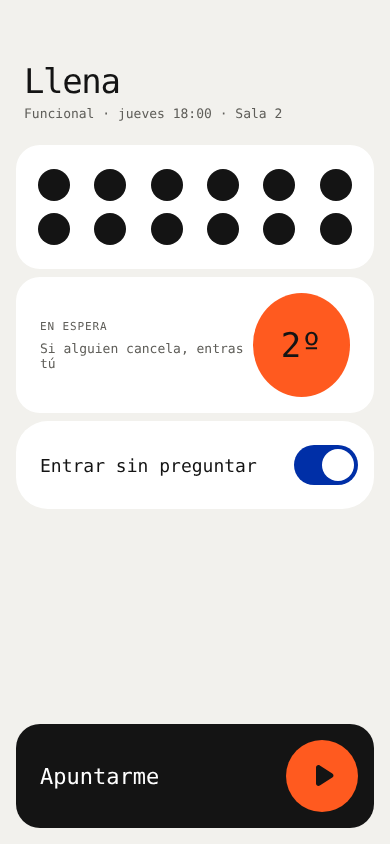 Llena
Funcional · jueves 18:00 · Sala 2
EN ESPERA
Si alguien cancela, entras
tú
2º
Entrar sin preguntar
Apuntarme